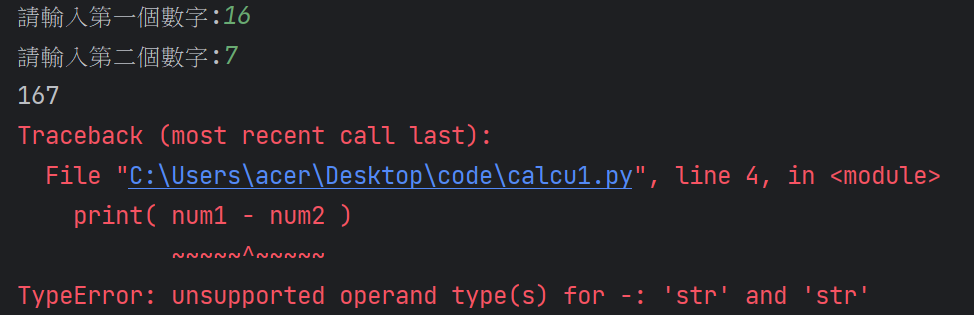 請輸入第一個數字:16
請輸入第二個數字:7
167
Traceback (most recent call last):
  File "C:\Users\acer\Desktop\code\calcu1.py", line 4, in <module>
    print( num1 - num2 )
           ~~~~~^~~~~~
TypeError: unsupported operand type(s) for -: 'str' and 'str'